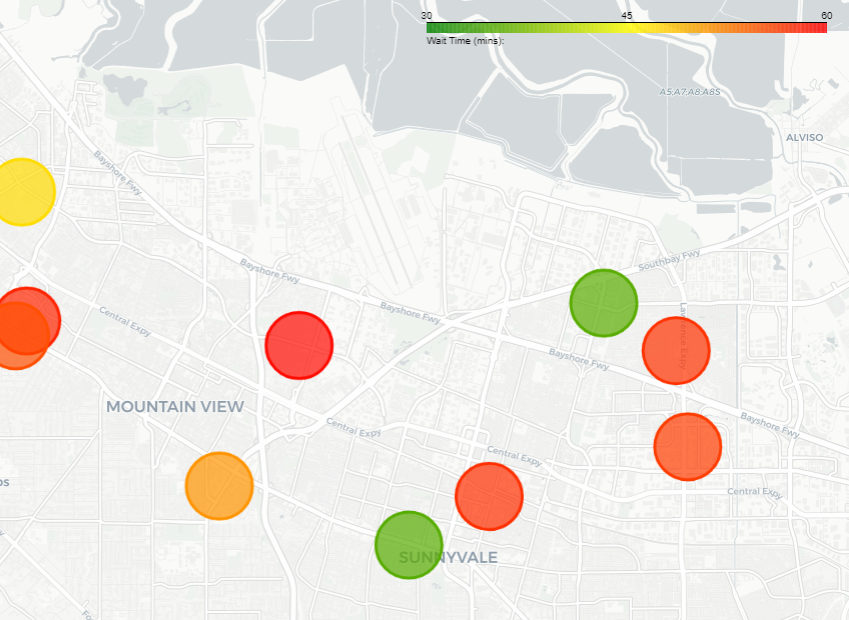 30 45 60
Wait Time (mins):
A5,A7,A8,A8S
ALVISO
Bayshore Fwy
Southbay Fwy
Bayshore Fwy
Central Expy
Bayshore Fwy
Lawrence Expy
Bayshore Fwy
MOUNTAIN VIEW
Central Expy
Bayshore Fwy
Central Expy
os
Central Expy
SUNNYVALE
Fo